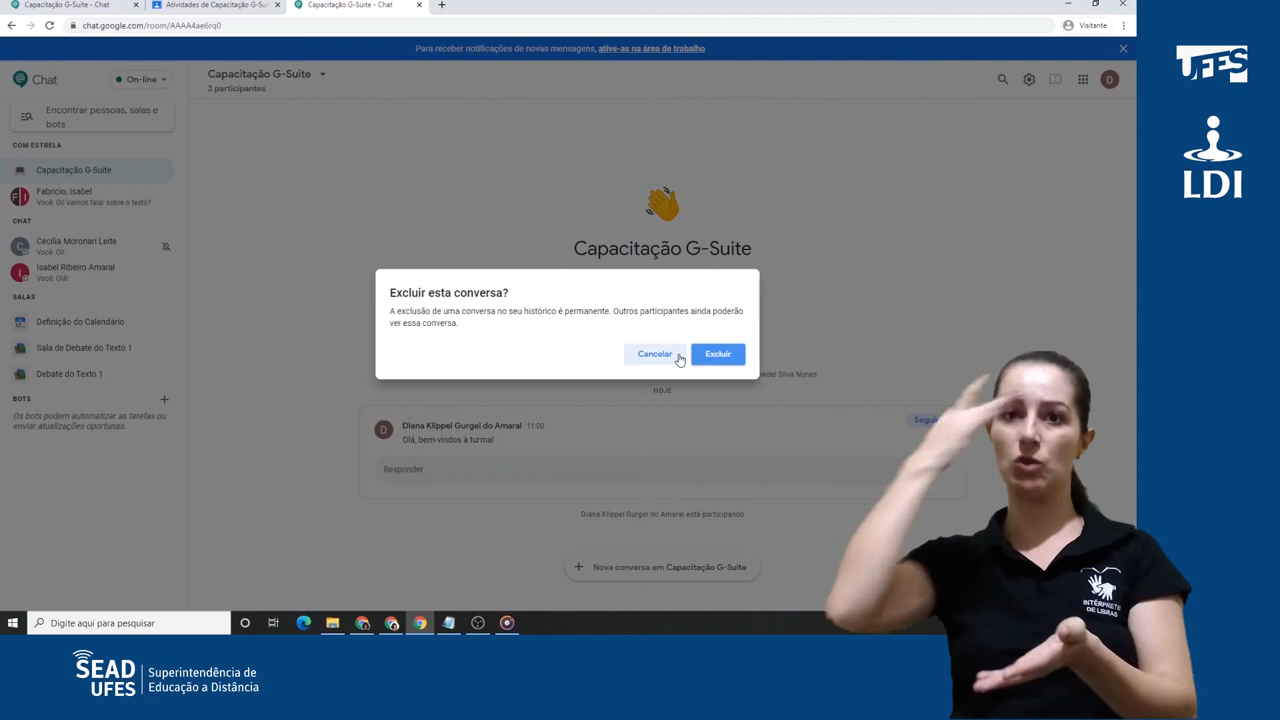 Capacitação G-Suite - Chat
Atividades de Capacitação G-Sui
Capacitação G-Suite - Chat
chat.google.com/room/AAAA4ae6rq0
Visitante
Para receber notificações de novas mensagens, ative-as na área de trabalho
Chat
On-line
Capacitação G-Suite
3 participantes
D
Encontrar pessoas, salas e
bots
COM ESTRELA
Capacitação G-Suite
Fabricio, Isabel
Você: Oi! Vamos falar sobre o texto?
CHAT
Cecília Moronari Leite
Você: Oi!
Isabel Ribeiro Amaral
Você: Olá!
SALAS
Definição do Calendário
Sala de Debate do Texto 1
Debate do Texto 1
BOTS
Os bots podem automatizar as tarefas ou
enviar atualizações oportunas.
Capacitação G-Suite
Excluir esta conversa?
A exclusão de uma conversa no seu histórico é permanente. Outros participantes ainda poderão
ver essa conversa.
Cancelar
Excluir
Silva Nunes
HOJE
D
Diana Klippel Gurgel do Amaral 11:00
Olá, bem-vindos à turma!
Responder
Diana Klippel Gurgel do Amaral está participando
Nova conversa em Capacitação G-Suite
Digite aqui para pesquisar
UFES
LDI
INTÉRPRETE
DE LIBRAS
SEAD
UFES
Superintendência de
Educação a Distância